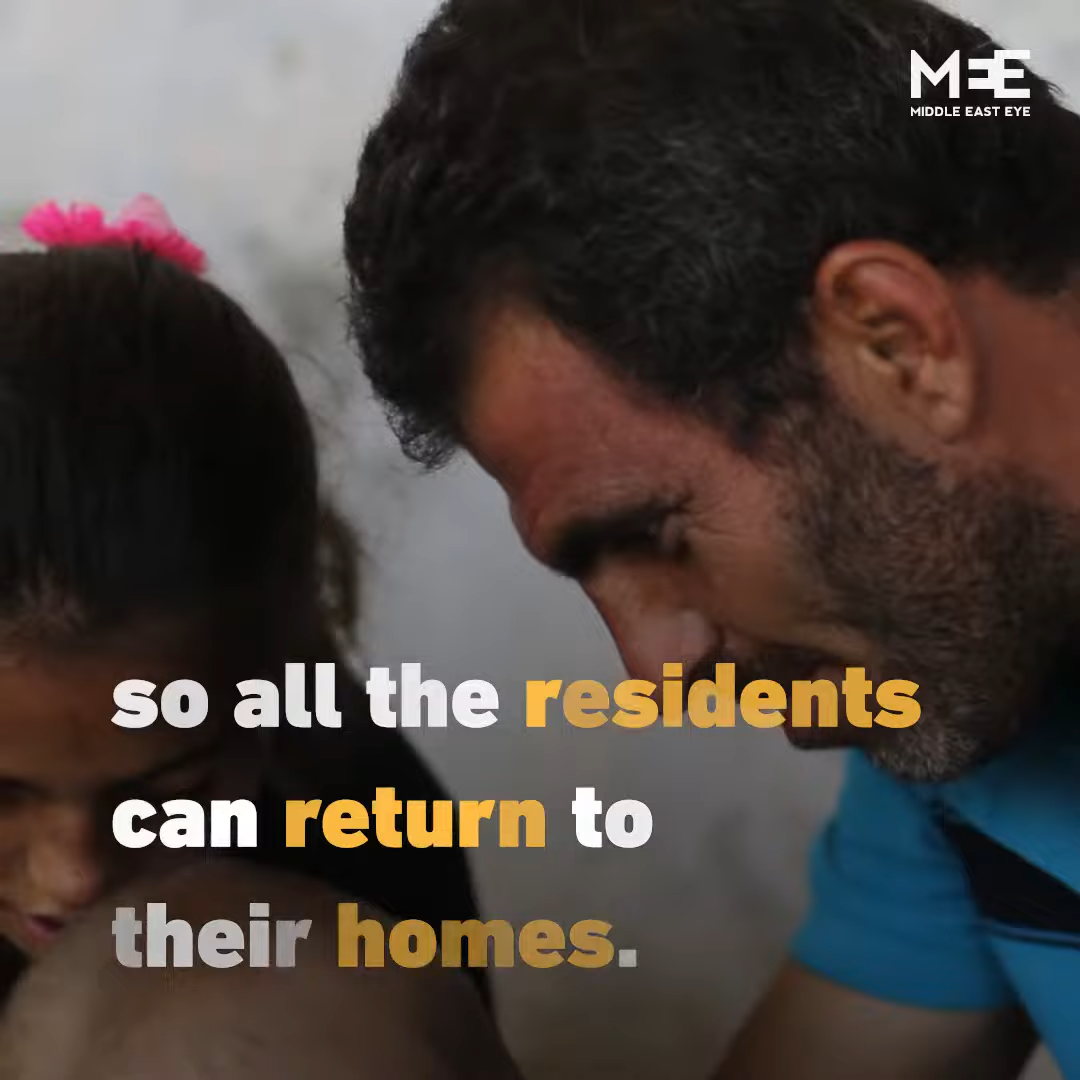 MEE
MIDDLE EAST EYE
so all the residents
can return to
their homes.